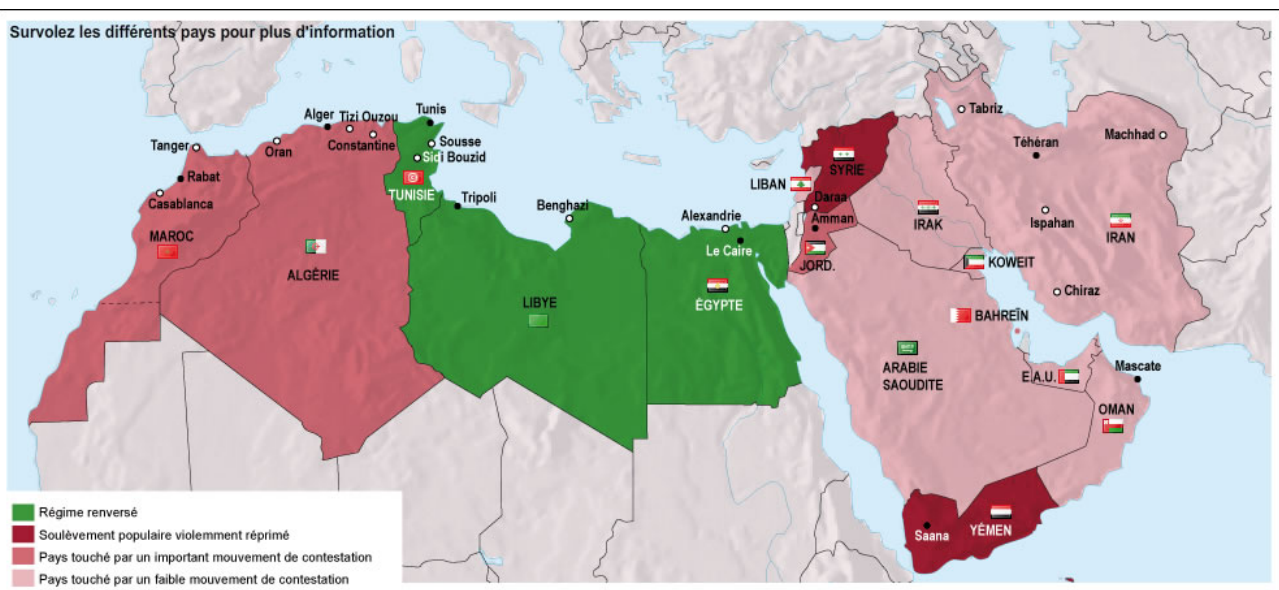 Survolez les différents pays pour plus d'information
Tabriz
Tunis
Alger
Tizi Ouzou
Machhad
Téhéran
Tanger
Oran
Constantine
Sousse
Sidi Bouzid
SYRIE
Rabat
LIBAN
TUNISIE
Daraa
Casablanca
Tripoli
Benghazi
Alexandrie
Amman
IRAK
Ispahan
IRAN
MAROC
Le Caire
JORD.
KOWEIT
ALGÉRIE
Chiraz
LIBYE
ÉGYPTE
BAHREÏN
ARABIE
SAOUDITE
Mascate
E.A.U.
OMAN
Régime renversé
Soulèvement populaire violemment réprimé
Saana
YÉMEN
Pays touché par un important mouvement de contestation
Pays touché par un faible mouvement de contestation